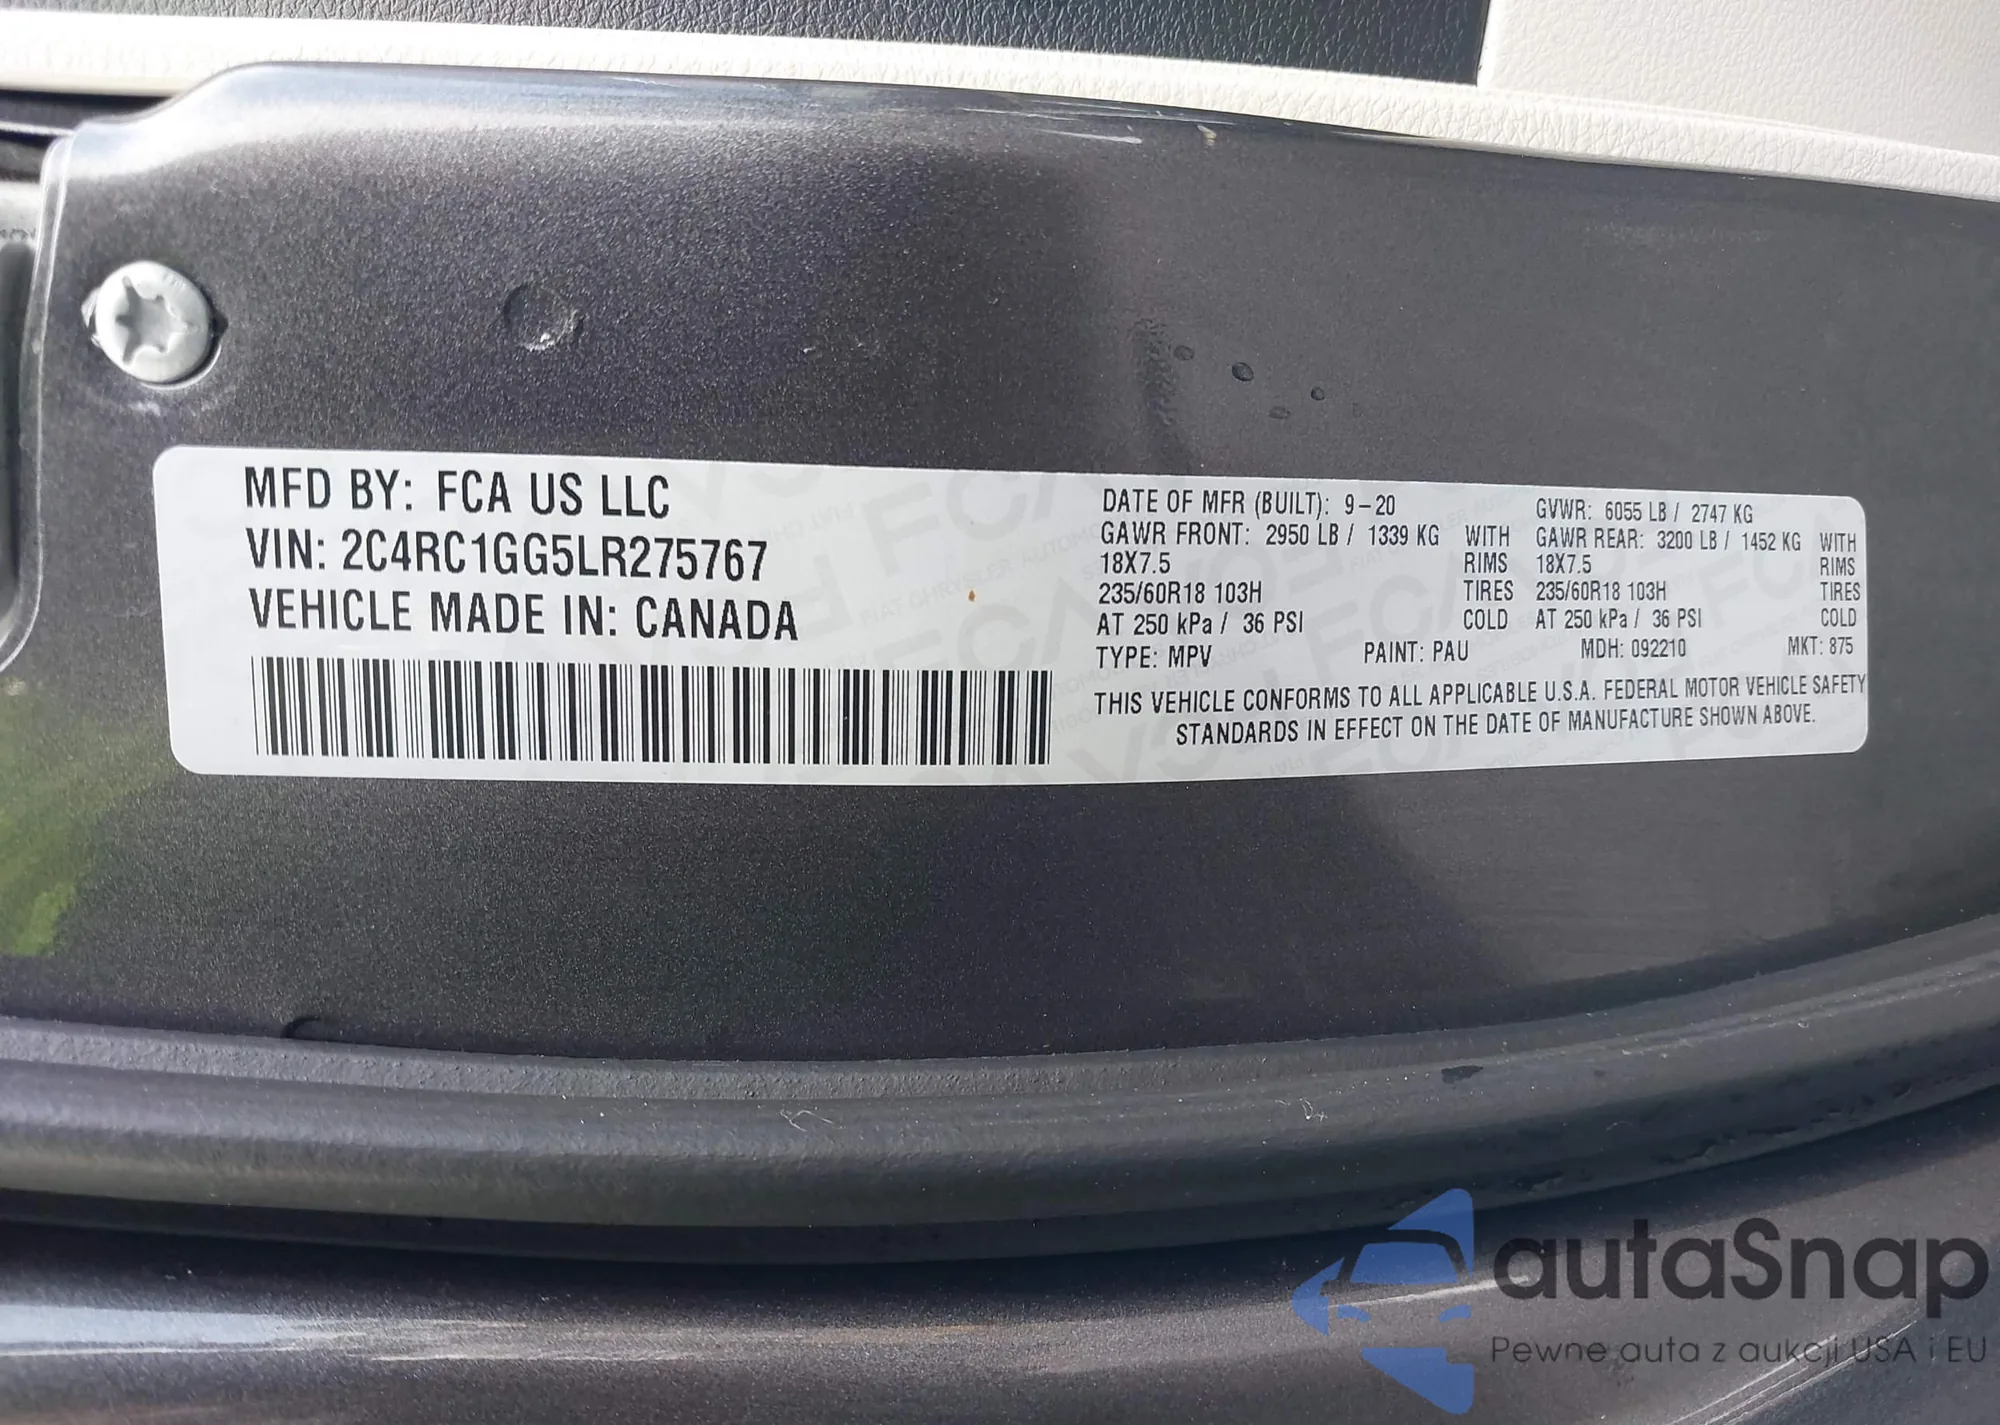 MFD BY: FCA US LLC
VIN: 2C4RC1GG5LR275767
VEHICLE MADE IN: CANADA
DATE OF MFR (BUILT): 9-20 GVWR: 6055 LB / 2747 KG
GAWR FRONT: 2950 LB / 1339 KG WITH GAWR REAR: 3200 LB / 1452 KG WITH
18X7.5 RIMS 18X7.5 RIMS
235/60R18 103H TIRES 235/60R18 103H TIRES
AT 250 kPa / 36 PSI COLD AT 250 kPa / 36 PSI COLD
TYPE: MPV PAINT: PAU MDH: 092210 MKT: 875
THIS VEHICLE CONFORMS TO ALL APPLICABLE U.S.A. FEDERAL MOTOR VEHICLE SAFETY
STANDARDS IN EFFECT ON THE DATE OF MANUFACTURE SHOWN ABOVE.
autaSnap
Pewne auta z aukcji USA i EU